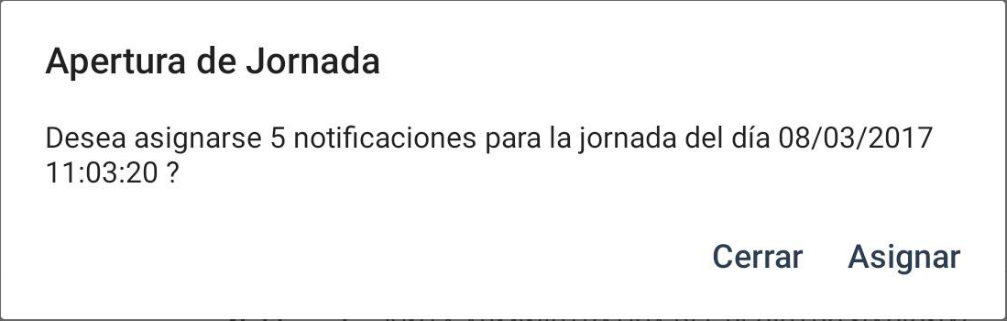 Apertura de Jornada
Desea asignarse 5 notificaciones para la jornada del día 08/03/2017
11:03:20 ?
Cerrar Asignar